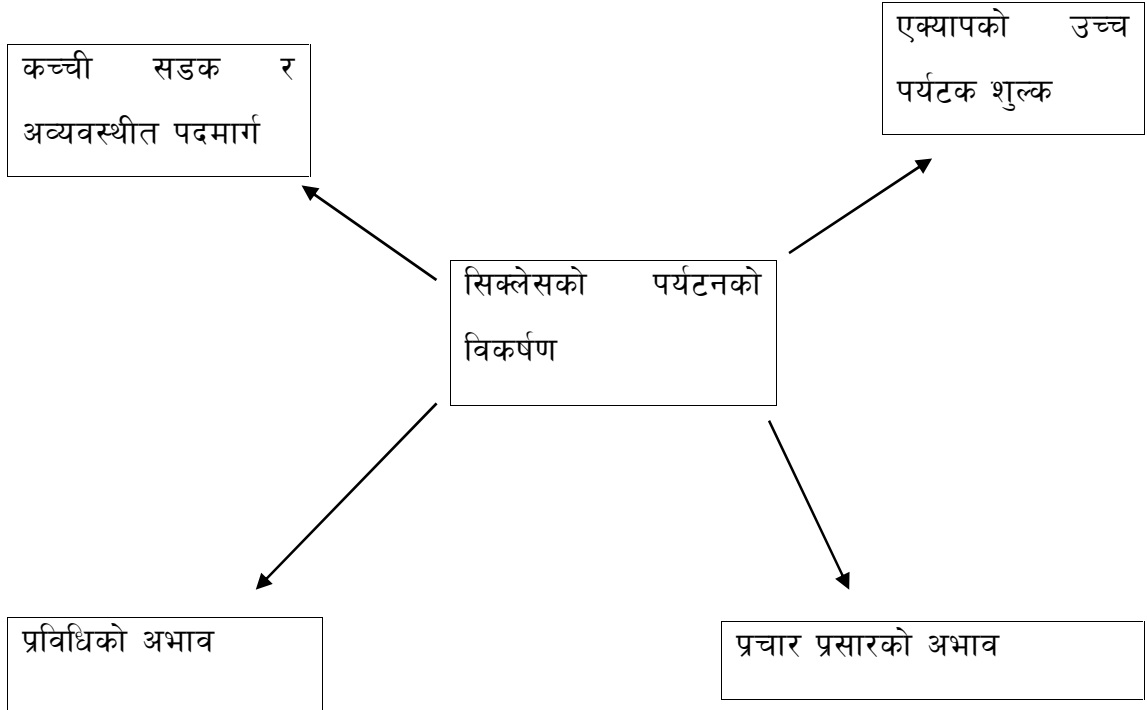 कच्ची सडक र
अव्यवस्थीत पदमार्ग
एक्यापको उच्च
पर्यटक शुल्क
सिक्लेसको पर्यटनको
विकर्षण
प्रविधिको अभाव
प्रचार प्रसारको अभाव